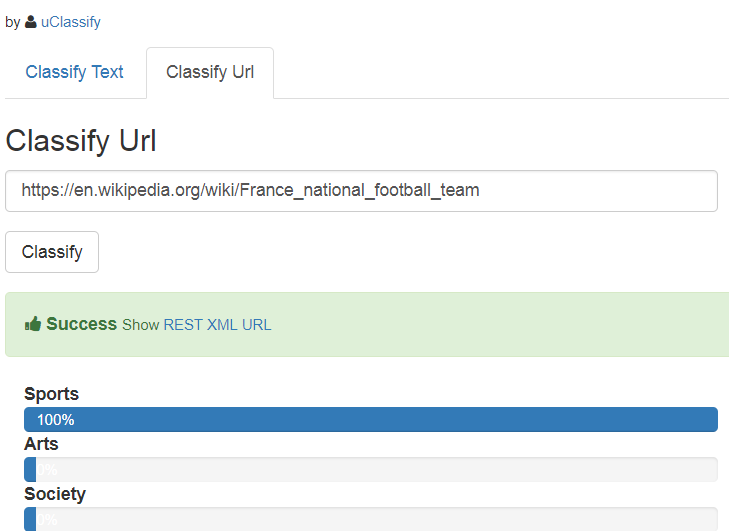 by uClassify
Classify Text Classify Url
Classify Url
https://en.wikipedia.org/wiki/France_national_football_team
Classify
Success Show REST XML URL
Sports
100%
Arts
0%
Society
0%